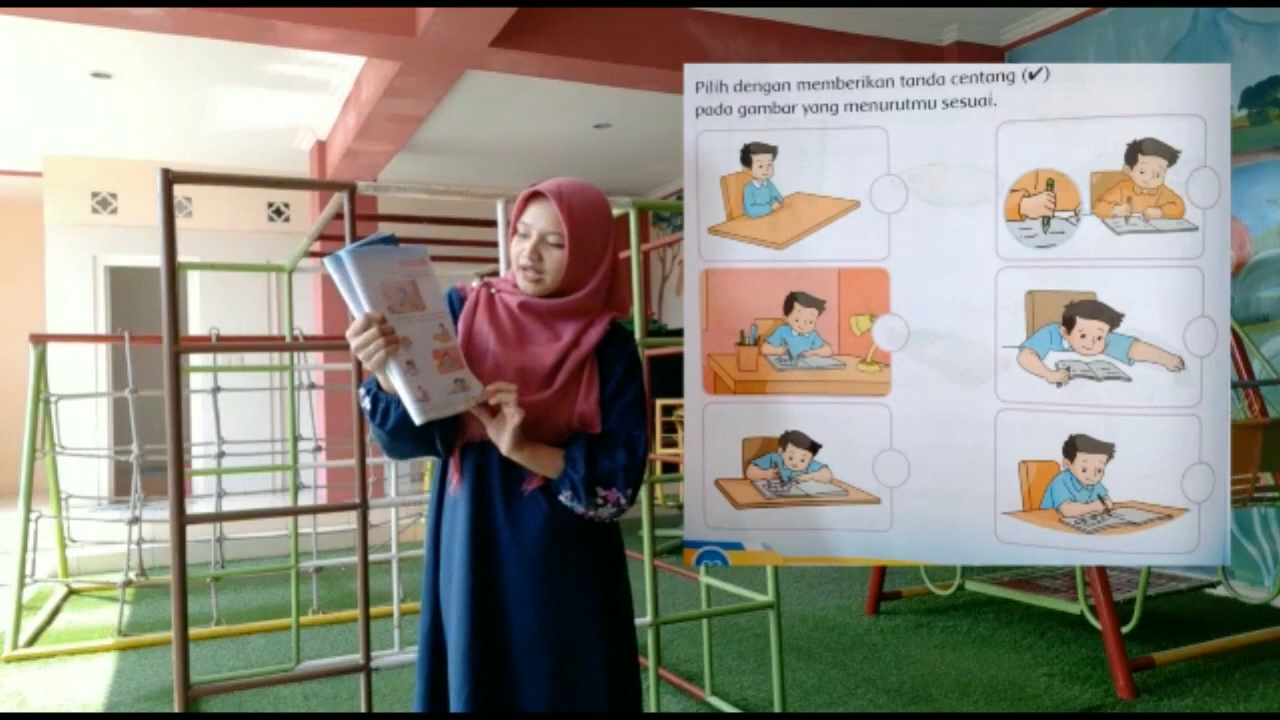 Pilih dengan memberikan tanda centang (✔)
pada gambar yang menurutmu sesuai.